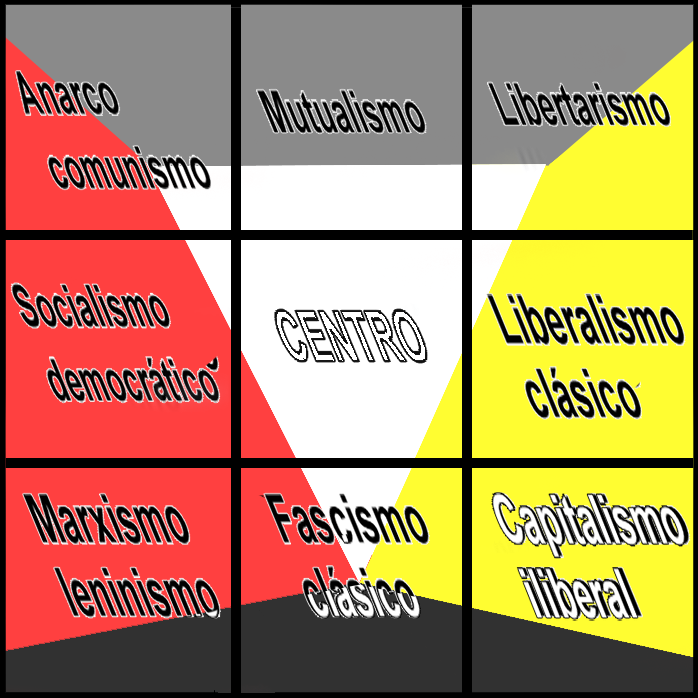 Anarco
comunismo
Mutualismo
Libertarismo
Socialismo
democrático
CENTRO
Liberalismo
clásico
Marxismo
leninismo
Fascismo
clásico
Capitalismo
iliberal